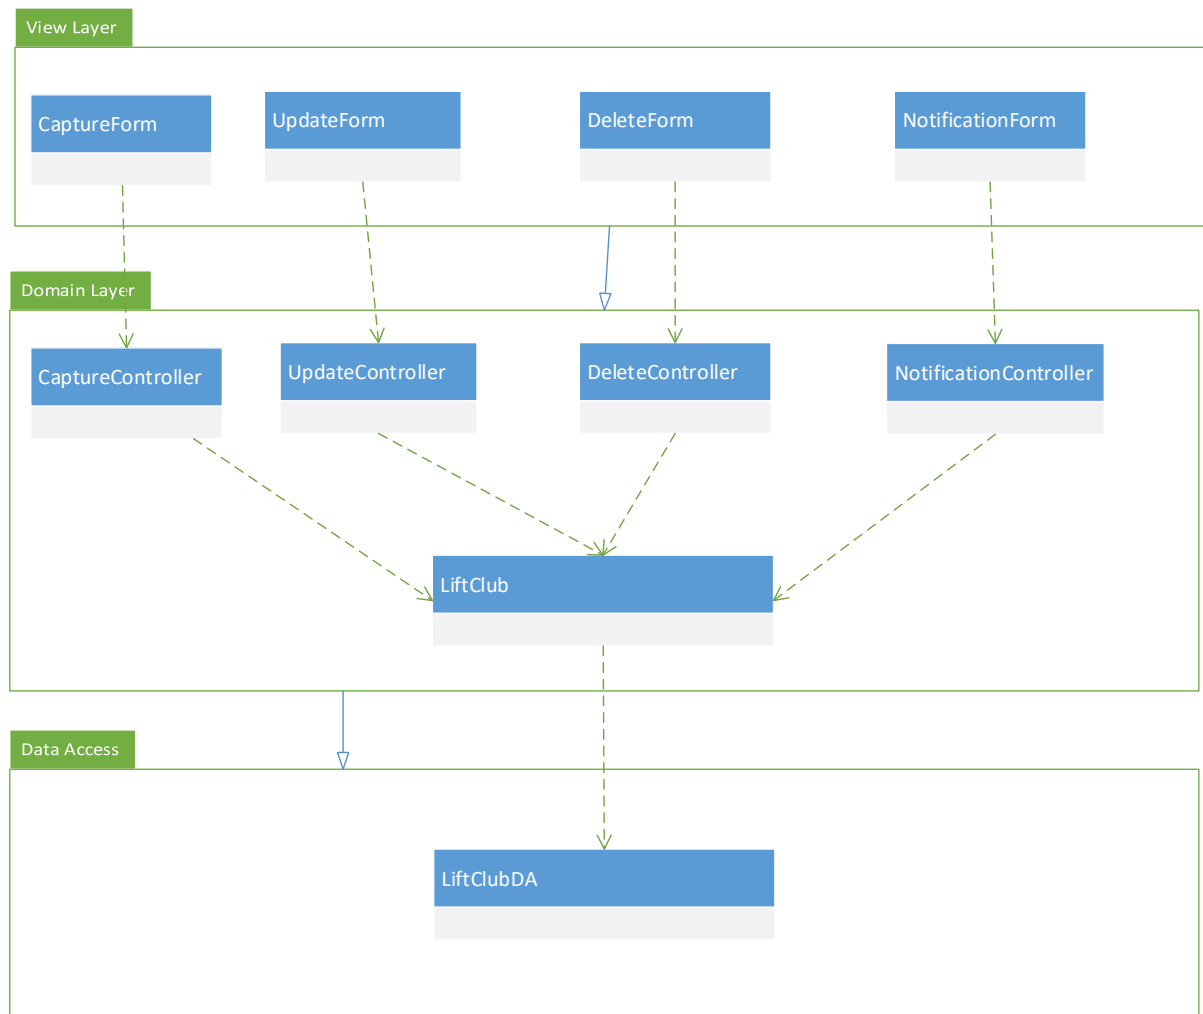 View Layer
CaptureForm
UpdateForm
DeleteForm
NotificationForm
Domain Layer
CaptureController
UpdateController
DeleteController
NotificationController
LiftClub
Data Access
LiftClubDA